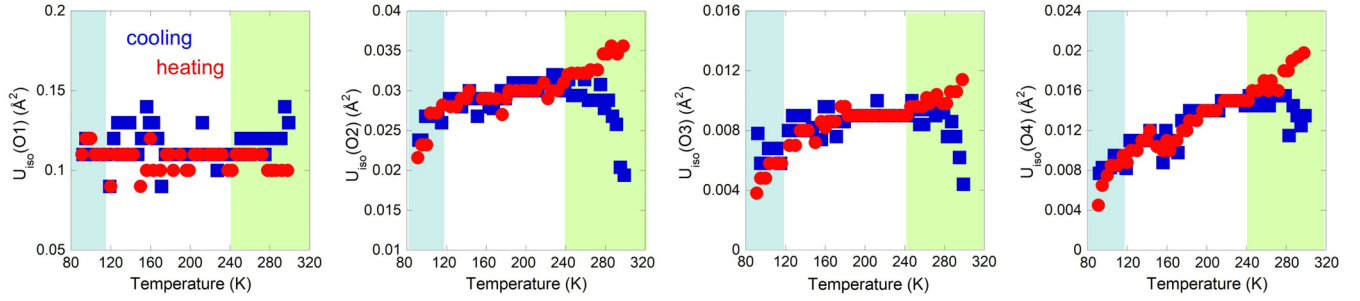 0.2
0.15
0.1
0.05
U_iso(O1) (Å²)
cooling
heating
80 120 160 200 240 280 320
Temperature (K)
0.04
0.035
0.03
0.025
0.02
0.015
0.01
U_iso(O2) (Å²)
80 120 160 200 240 280 320
Temperature (K)
0.016
0.012
0.008
0.004
0
U_iso(O3) (Å²)
80 120 160 200 240 280 320
Temperature (K)
0.024
0.02
0.016
0.012
0.008
0.004
0
U_iso(O4) (Å²)
80 120 160 200 240 280 320
Temperature (K)